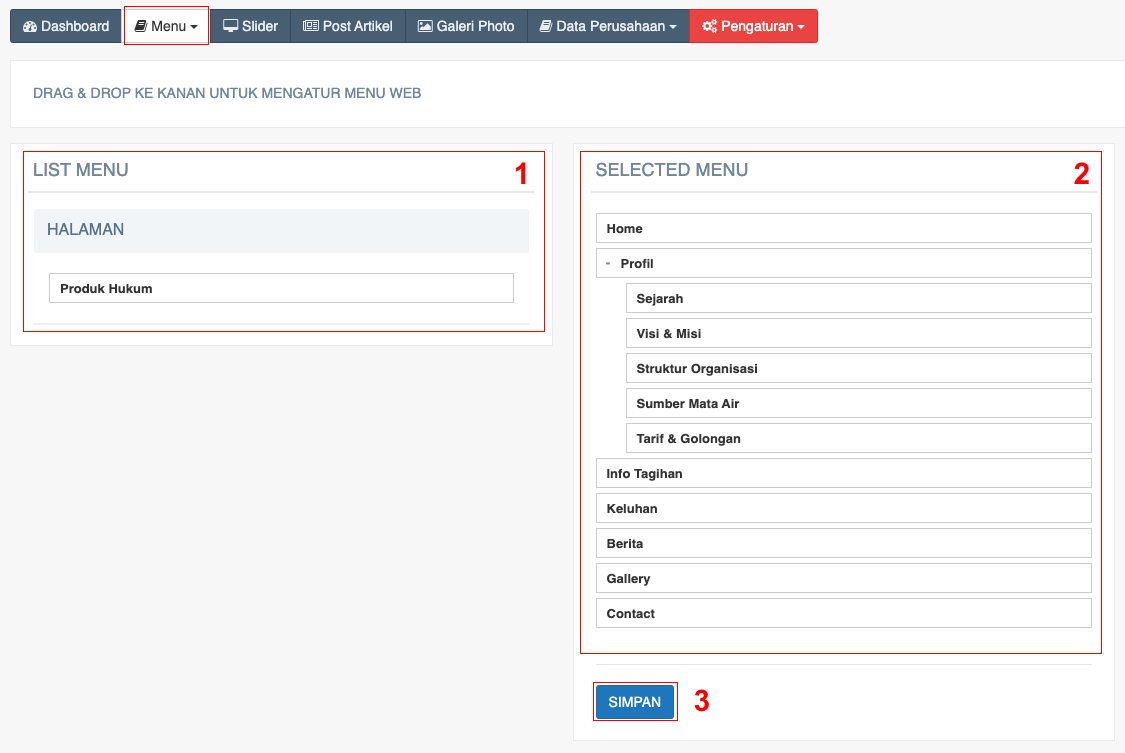 Dashboard Menu Slider Post Artikel Galeri Photo Data Perusahaan Pengaturan
DRAG & DROP KE KANAN UNTUK MENGATUR MENU WEB
LIST MENU 1
HALAMAN
Produk Hukum
SELECTED MENU 2
Home
- Profil
Sejarah
Visi & Misi
Struktur Organisasi
Sumber Mata Air
Tarif & Golongan
Info Tagihan
Keluhan
Berita
Gallery
Contact
SIMPAN 3